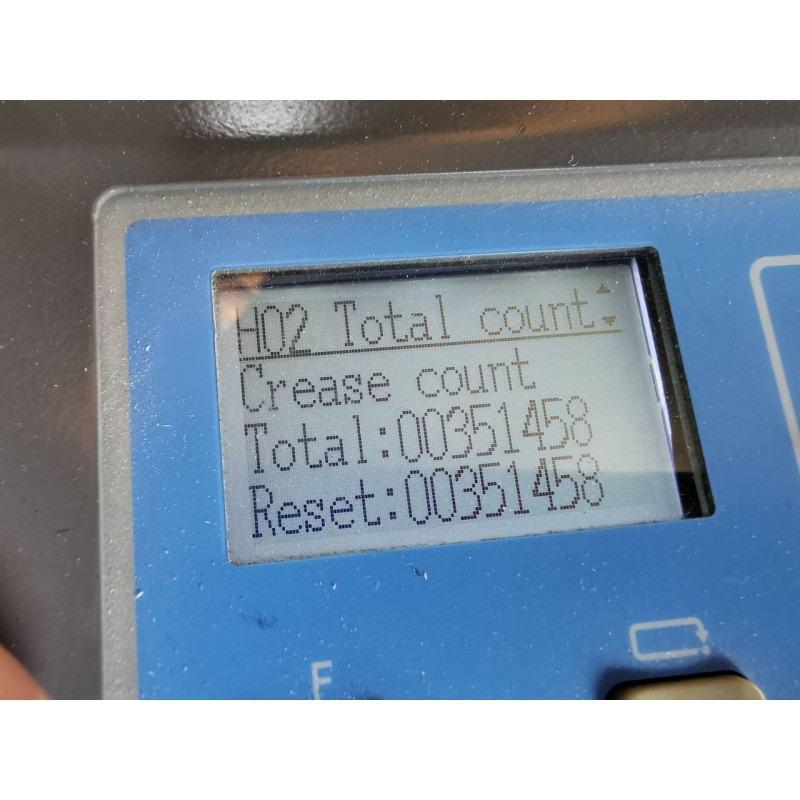 H02 Total count
Crease count
Total:00351458
Reset:00351458
F